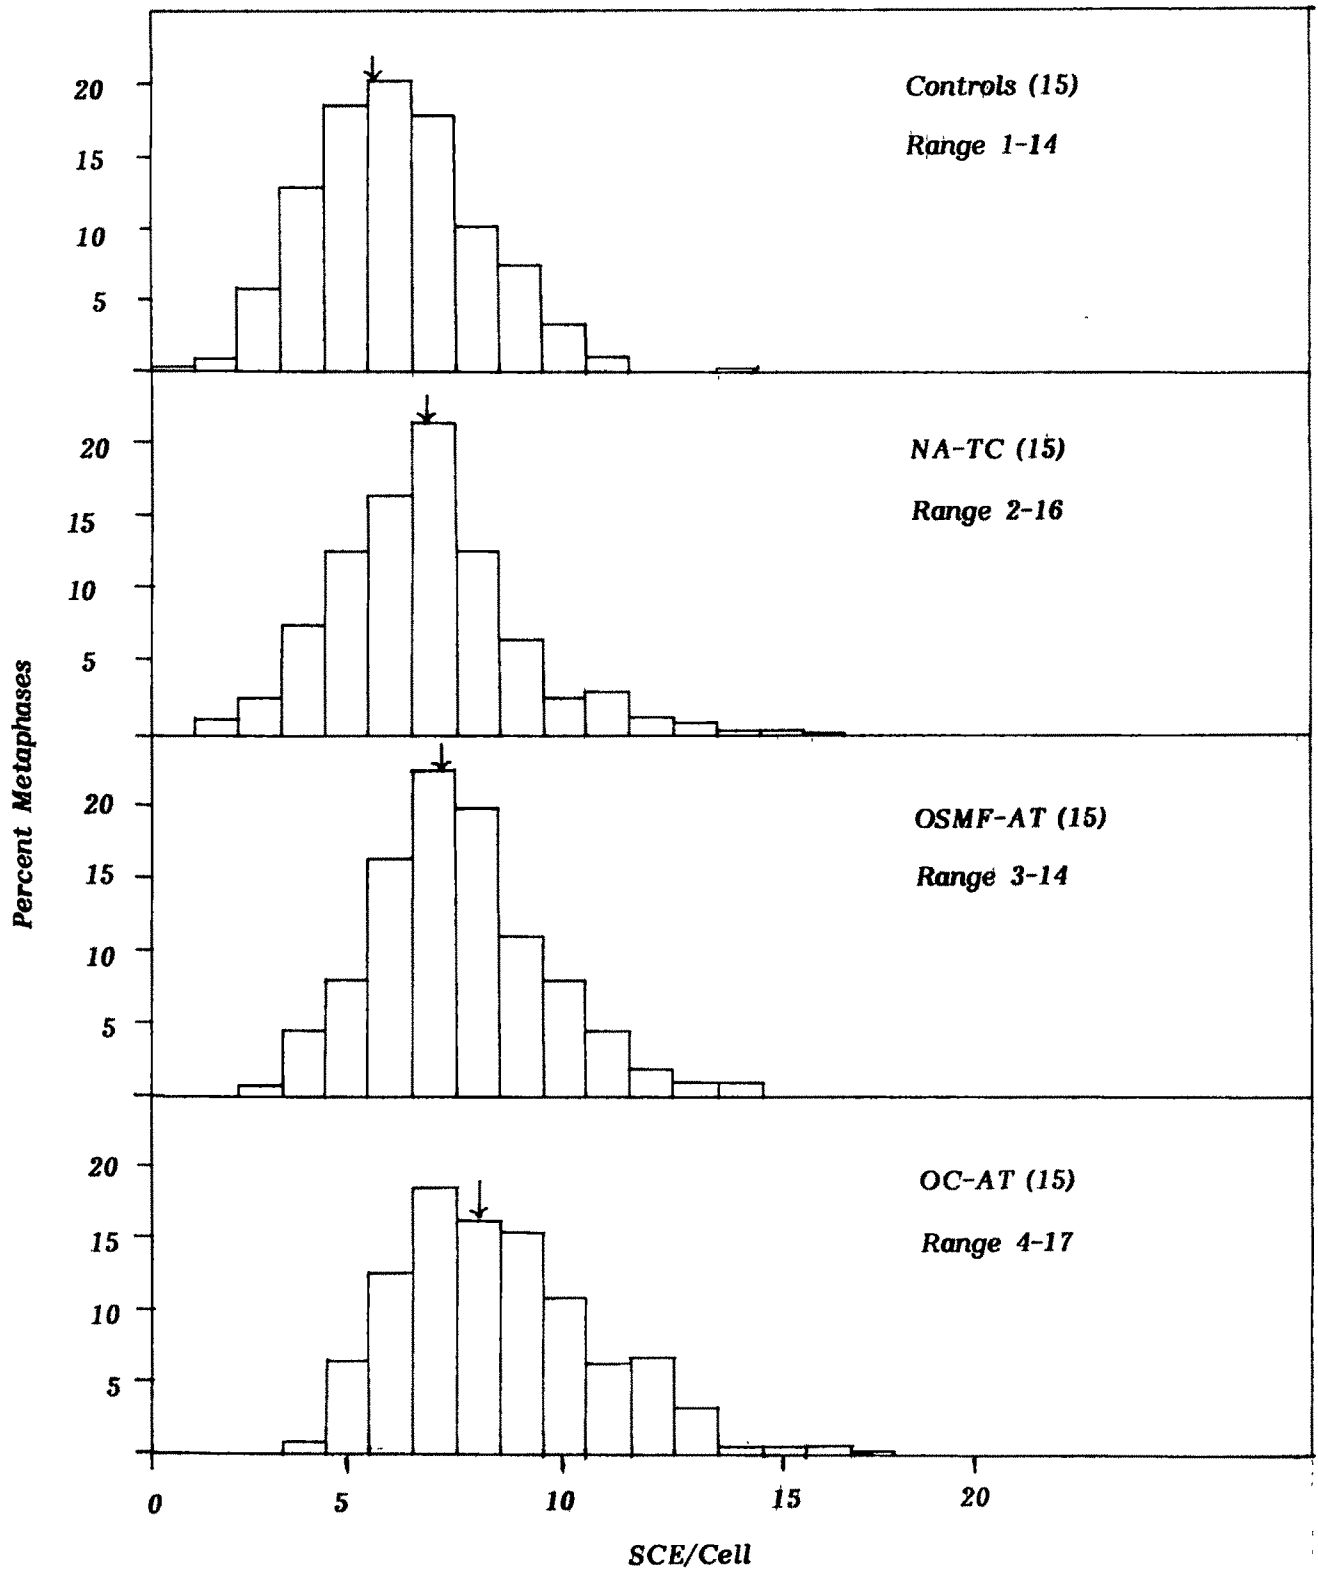 20
15
10
5
Controls (15)
Range 1-14
20
15
10
5
NA-TC (15)
Range 2-16
20
15
10
5
OSMF-AT (15)
Range 3-14
20
15
10
5
OC-AT (15)
Range 4-17
Percent Metaphases
0 5 10 15 20
SCE/Cell